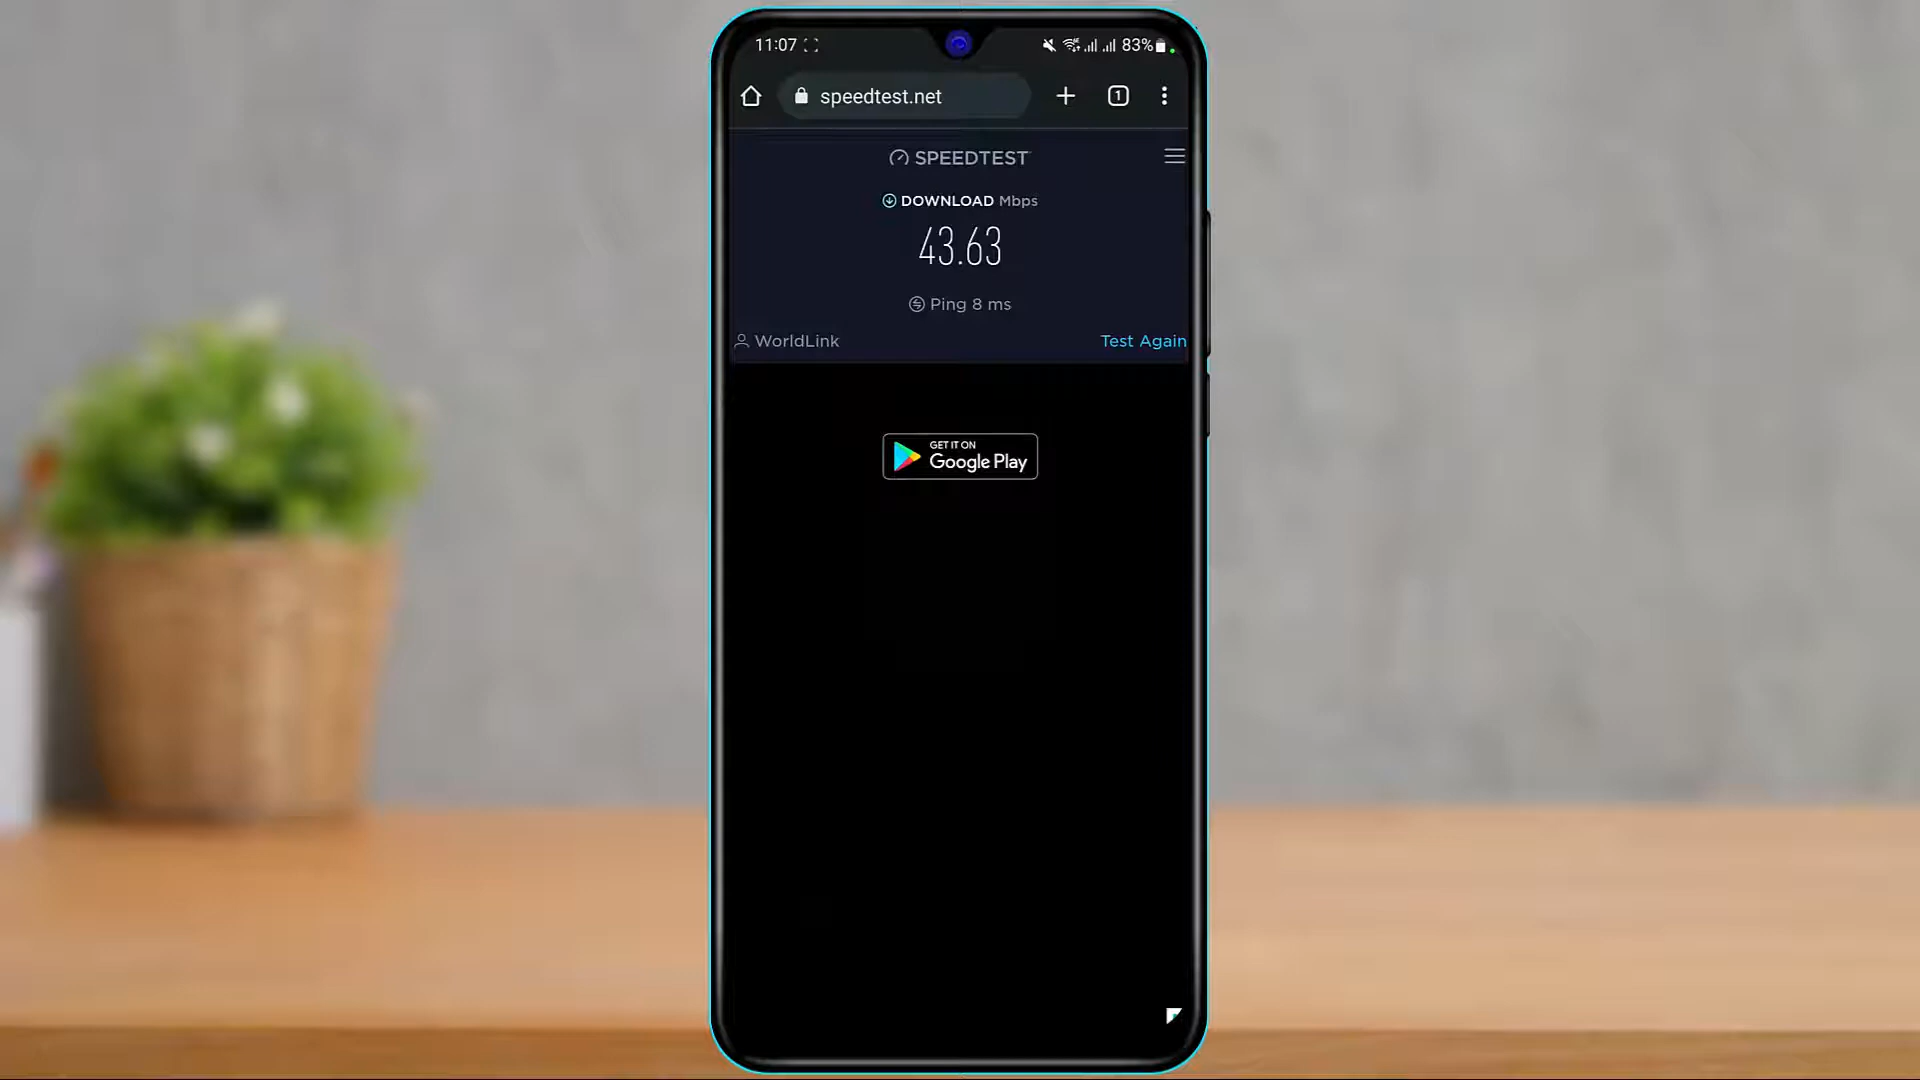 11:07 83%
speedtest.net 1
SPEEDTEST
DOWNLOAD Mbps
43.63
Ping 8 ms
WorldLink Test Again
GET IT ON
Google Play